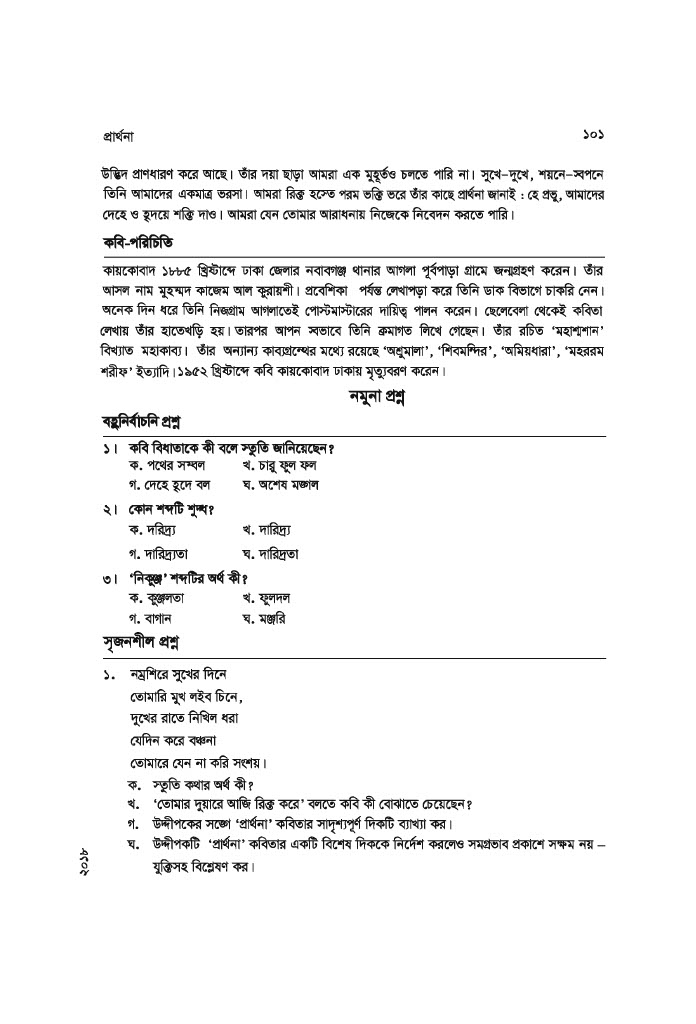 প্রার্থনা ১০১
উদ্ভিদ প্রাণধারণ করে আছে। তাঁর দয়া ছাড়া আমরা এক মুহূর্তও চলতে পারি না। সুখে-দুখে, শয়নে-স্বপনে
তিনি আমাদের একমাত্র ভরসা। আমরা রিক্ত হস্তে পরম ভক্তি ভরে তাঁর কাছে প্রার্থনা জানাই : হে প্রভু, আমাদের
দেহে ও হৃদয়ে শক্তি দাও। আমরা যেন তোমার আরাধনায় নিজেকে নিবেদন করতে পারি।
কবি-পরিচিতি
কায়কোবাদ ১৮৮৫ খ্রিষ্টাব্দে ঢাকা জেলার নবাবগঞ্জ থানার আগলা পূর্বপাড়া গ্রামে জন্মগ্রহণ করেন। তাঁর
আসল নাম মুহম্মদ কাজেম আল কুরায়শী। প্রবেশিকা পর্যন্ত লেখাপড়া করে তিনি ডাক বিভাগে চাকরি নেন।
অনেক দিন ধরে তিনি নিজগ্রাম আগলাতেই পোস্টমাস্টারের দায়িত্ব পালন করেন। ছেলেবেলা থেকেই কবিতা
লেখায় তাঁর হাতেখড়ি হয়। তারপর আপন স্বভাবে তিনি ক্রমাগত লিখে গেছেন। তাঁর রচিত ‘মহাশ্মশান’
বিখ্যাত মহাকাব্য। তাঁর অন্যান্য কাব্যগ্রন্থের মধ্যে রয়েছে ‘অশ্রুমালা’, ‘শিবমন্দির’, ‘অমিয়ধারা’, ‘মহররম
শরীফ’ ইত্যাদি। ১৯৫২ খ্রিষ্টাব্দে কবি কায়কোবাদ ঢাকায় মৃত্যুবরণ করেন।
নমুনা প্রশ্ন
বহুনির্বাচনি প্রশ্ন
১। কবি বিধাতাকে কী বলে স্তুতি জানিয়েছেন?
ক. পথের সম্বল খ. চারু ফুল ফল
গ. দেহে হৃদে বল ঘ. অশেষ মঙ্গল
২। কোন শব্দটি শুদ্ধ?
ক. দরিদ্র্য খ. দারিদ্র্য
গ. দারিদ্র্যতা ঘ. দারিদ্রতা
৩। ‘নিকুঞ্জ’ শব্দটির অর্থ কী?
ক. কুঞ্জলতা খ. ফুলদল
গ. বাগান ঘ. মঞ্জরি
সৃজনশীল প্রশ্ন
১. নম্রশিরে সুখের দিনে
তোমারি মুখ লইব চিনে,
দুখের রাতে নিখিল ধরা
যেদিন করে বঞ্চনা
তোমারে যেন না করি সংশয়।
ক. স্তুতি কথার অর্থ কী?
খ. ‘তোমার দুয়ারে আজি রিক্ত করে’ বলতে কবি কী বোঝাতে চেয়েছেন?
গ. উদ্দীপকের সঙ্গে ‘প্রার্থনা’ কবিতার সাদৃশ্যপূর্ণ দিকটি ব্যাখ্যা কর।
ঘ. উদ্দীপকটি ‘প্রার্থনা’ কবিতার একটি বিশেষ দিককে নির্দেশ করলেও সমগ্রভাব প্রকাশে সক্ষম নয় –
যুক্তিসহ বিশ্লেষণ কর।
২০১৮